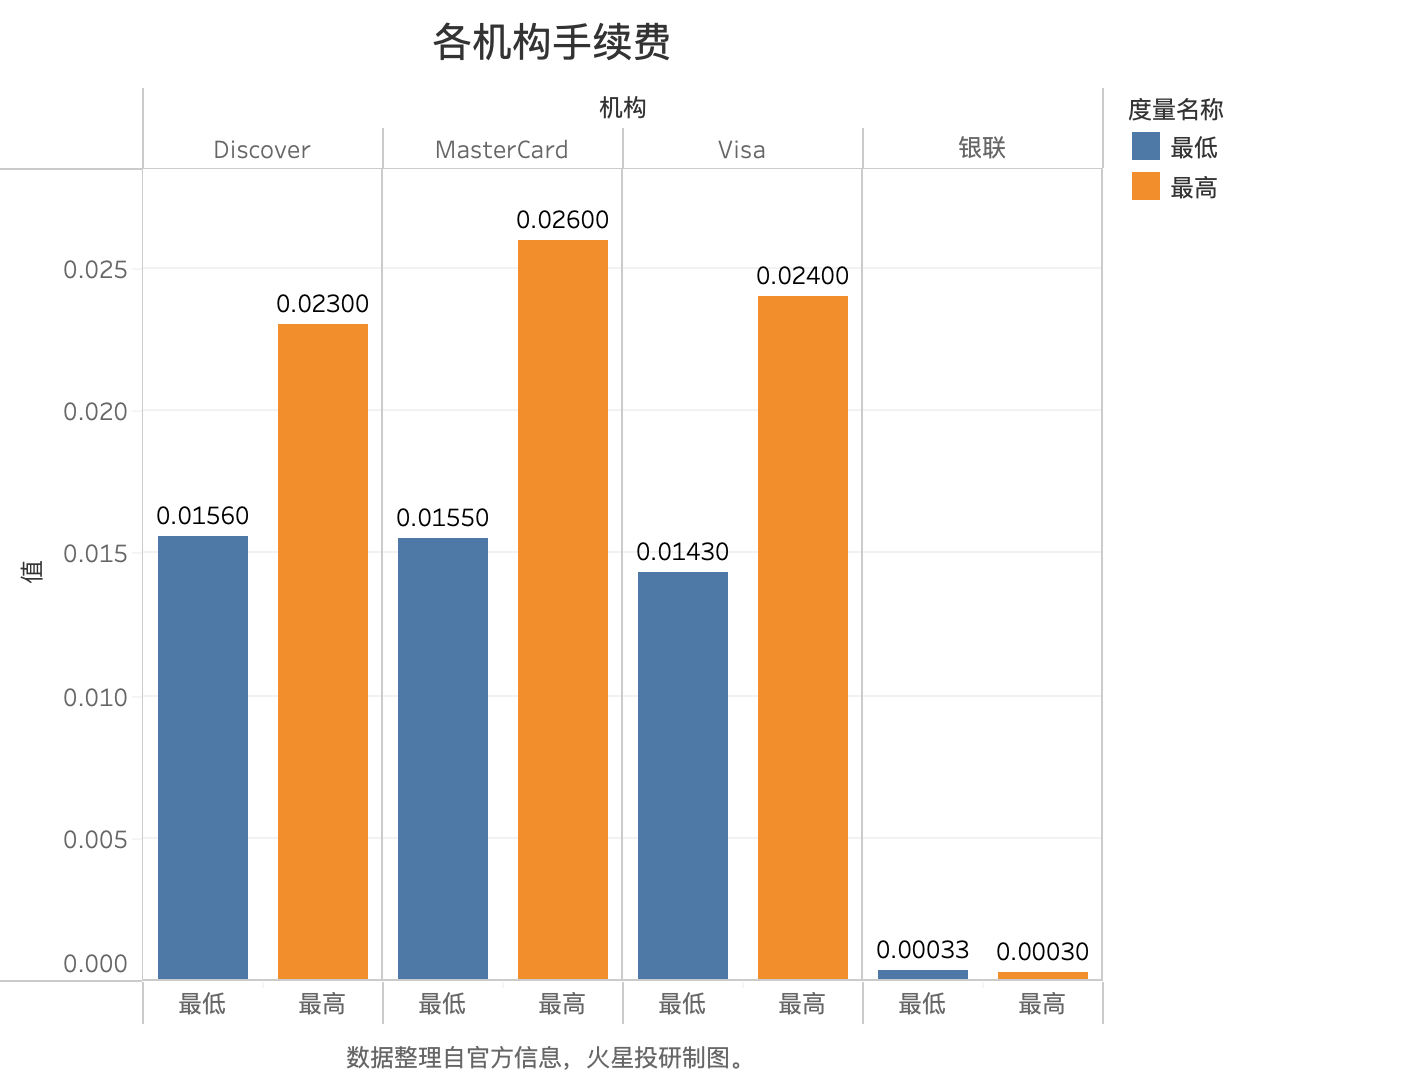 各机构手续费
机构
Discover MasterCard Visa 银联
度量名称
最低
最高
0.02600
0.025
0.02400
0.02300
0.020
0.01560
0.01550
0.015
0.01430
值
0.010
0.005
0.00033
0.00030
0.000
最低 最高 最低 最高 最低 最高 最低 最高
数据整理自官方信息，火星投研制图。